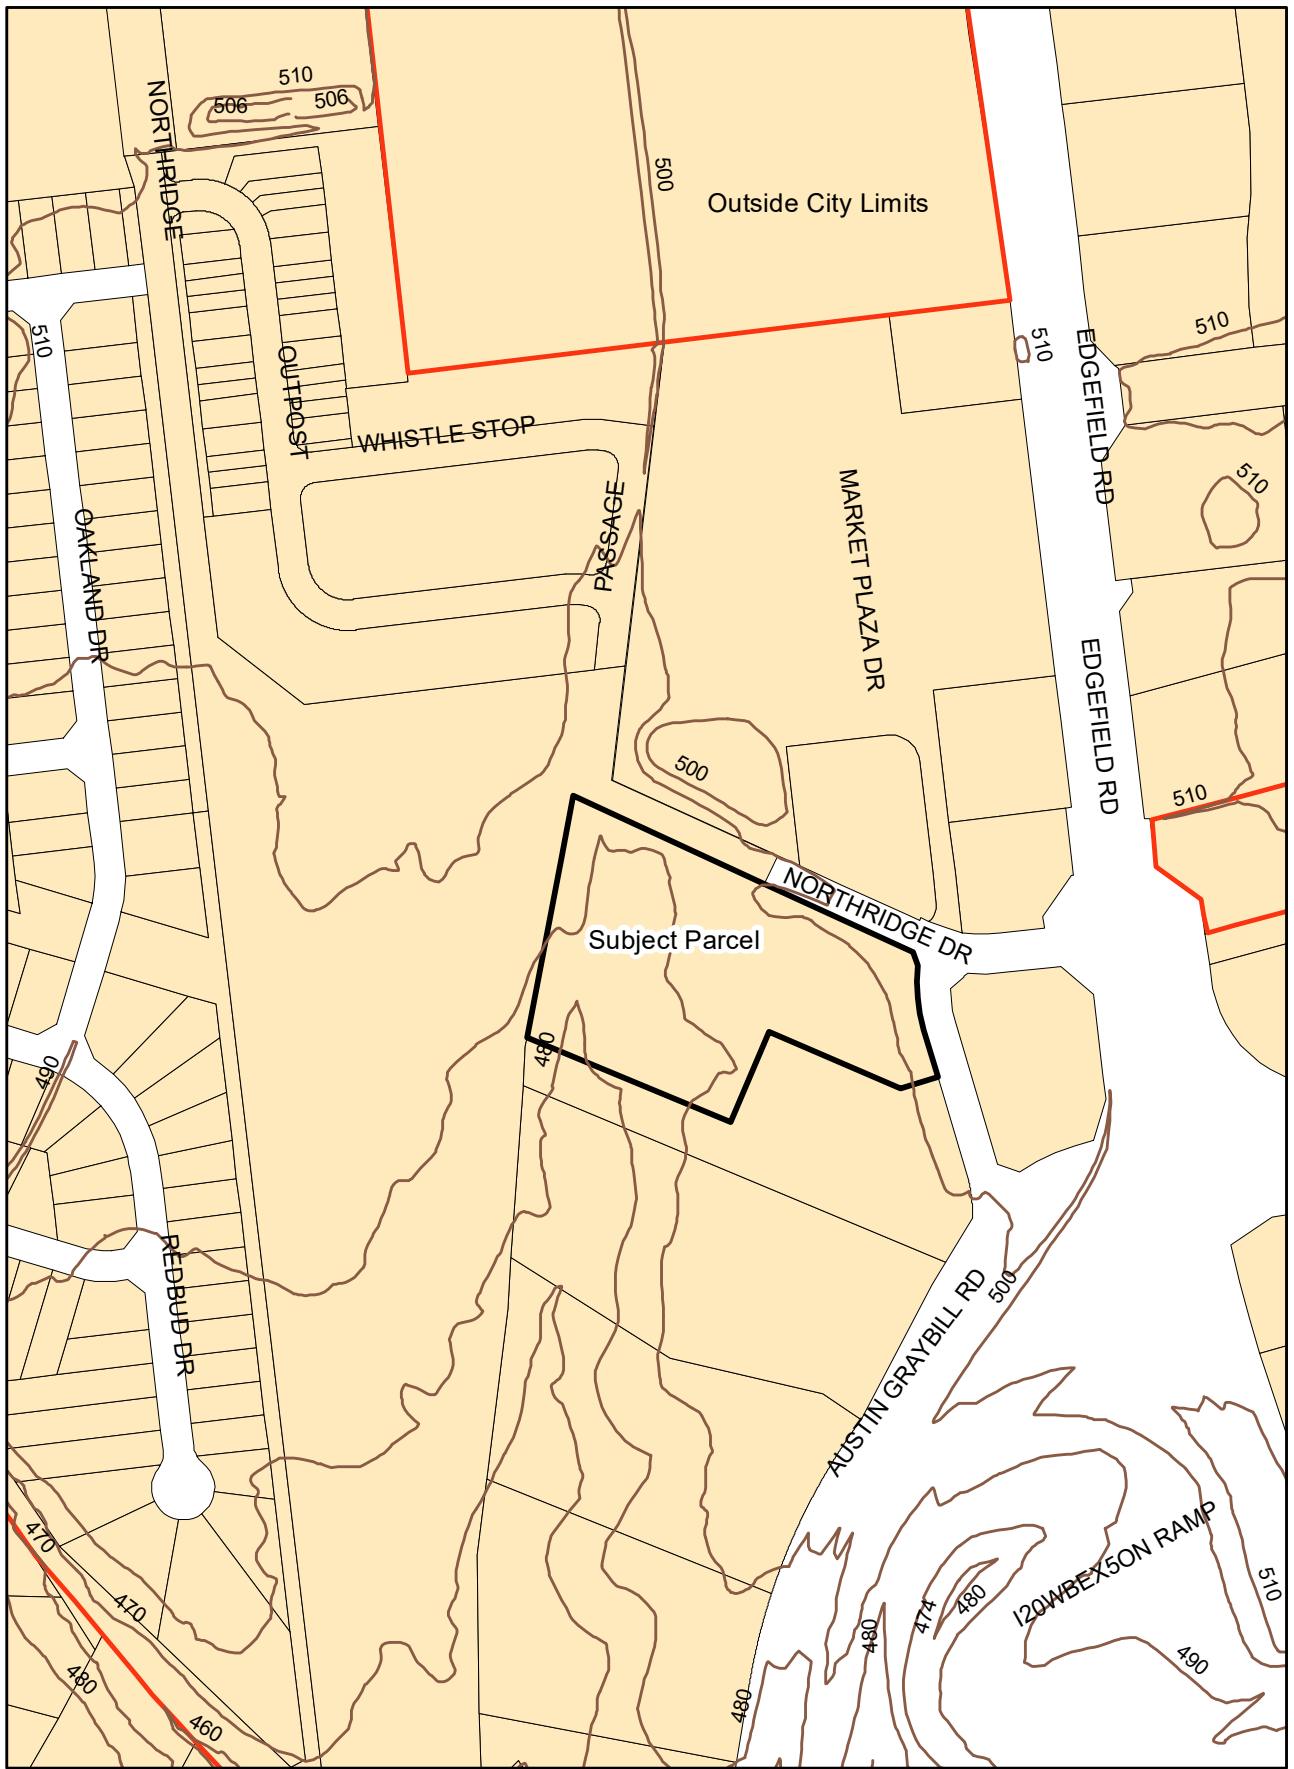 510
506
506
NORTHRIDGE
500
Outside City Limits
510
510
510
EDGEFIELD RD
OUTPOST
WHISTLE STOP
PASSAGE
MARKET PLAZA DR
510
OAKLAND DR
EDGEFIELD RD
500
510
NORTHRIDGE DR
Subject Parcel
480
490
REDBUD DR
500
AUSTIN GRAYBILL RD
I20WBEX5ON RAMP
470
470
480
460
480
480
474
480
490
510